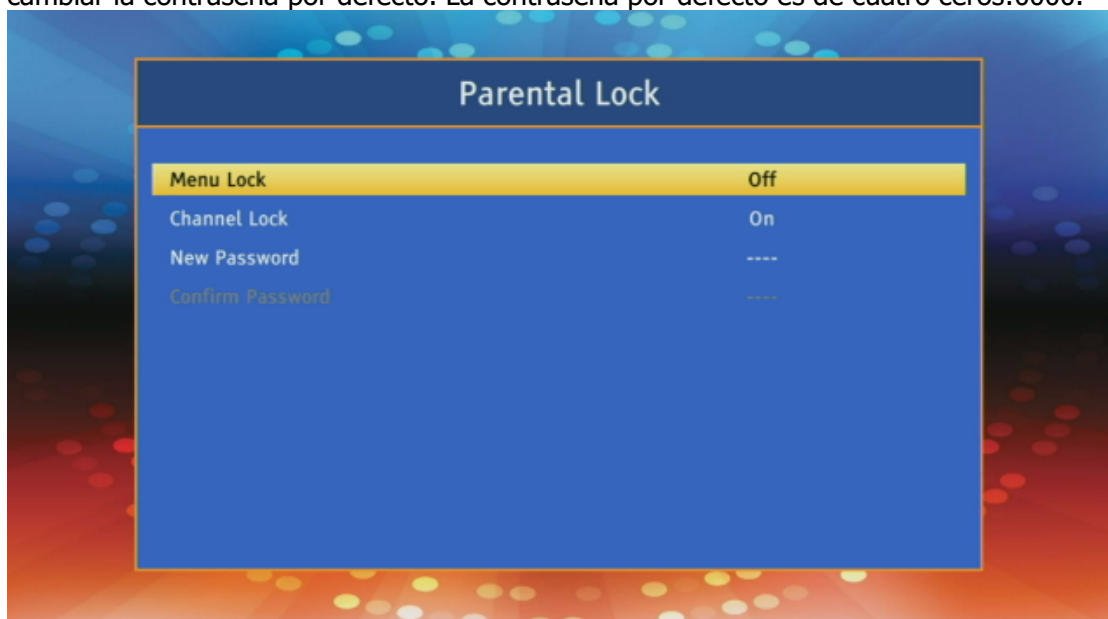 cambiar la contraseña por defecto. La contraseña por defecto es de cuatro ceros:0000.
Parental Lock
Menu Lock Off
Channel Lock On
New Password ----
Confirm Password ----